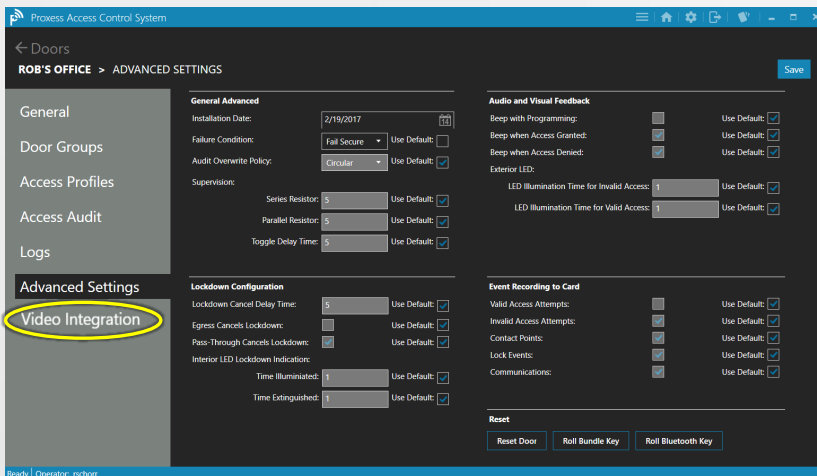 Proxess Access Control System
Doors
ROB'S OFFICE > ADVANCED SETTINGS
Save
General
Door Groups
Access Profiles
Access Audit
Logs
Advanced Settings
Video Integration
General Advanced
Installation Date: 2/19/2017 14
Failure Condition: Fail Secure Use Default:
Audit Overwrite Policy: Circular Use Default:
Supervision:
Series Resistor: 5 Use Default:
Parallel Resistor: 5 Use Default:
Toggle Delay Time: 5 Use Default:
Audio and Visual Feedback
Beep with Programming: Use Default:
Beep when Access Granted: Use Default:
Beep when Access Denied: Use Default:
Exterior LED:
LED Illumination Time for Invalid Access: 1 Use Default:
LED Illumination Time for Valid Access: 1 Use Default:
Lockdown Configuration
Lockdown Cancel Delay Time: 5 Use Default:
Egress Cancels Lockdown: Use Default:
Pass-Through Cancels Lockdown: Use Default:
Interior LED Lockdown Indication:
Time Illuminiated: 1 Use Default:
Time Extinguished: 1 Use Default:
Event Recording to Card
Valid Access Attempts: Use Default:
Invalid Access Attempts: Use Default:
Contact Points: Use Default:
Lock Events: Use Default:
Communications: Use Default:
Reset
Reset Door Roll Bundle Key Roll Bluetooth Key
Ready Operator: rschorr